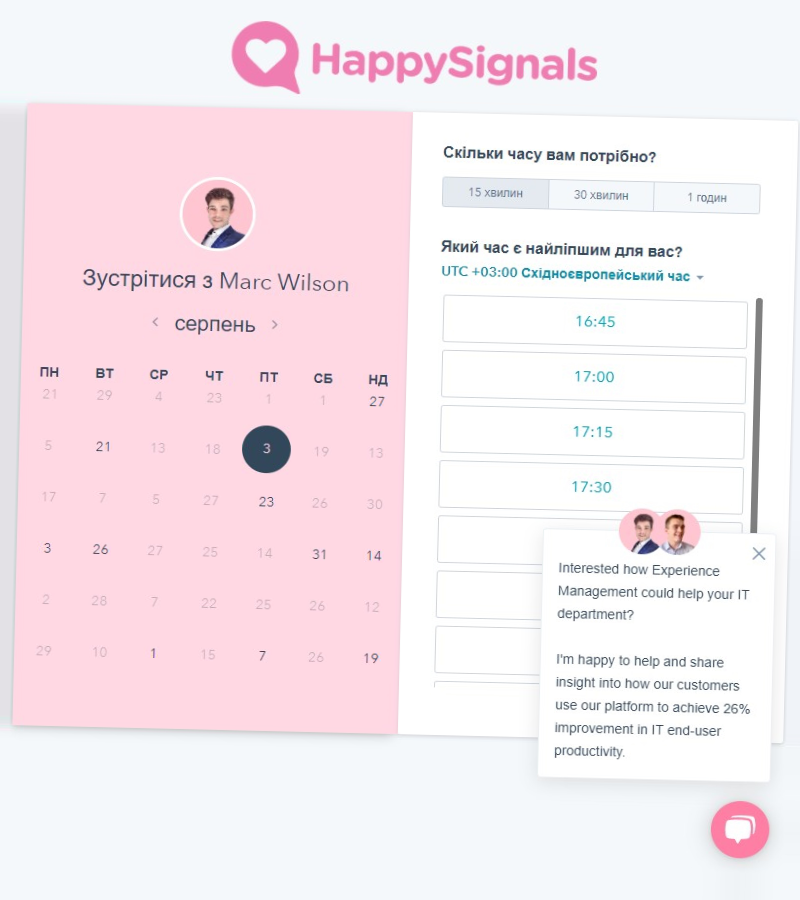 HappySignals
Зустрітися з Marc Wilson
серпень
ПН ВТ СР ЧТ ПТ СБ НД
21 29 4 23 1 1 27
5 21 13 18 3 19 13
17 7 5 27 23 26 30
3 26 27 25 14 31 14
2 28 7 22 25 26 12
29 10 1 15 7 26 19
Скільки часу вам потрібно?
15 хвилин 30 хвилин 1 годин
Який час є найліпшим для вас?
UTC +03:00 Східноєвропейський час
16:45
17:00
17:15
17:30
Interested how Experience
Management could help your IT
department?
I'm happy to help and share
insight into how our customers
use our platform to achieve 26%
improvement in IT end-user
productivity.